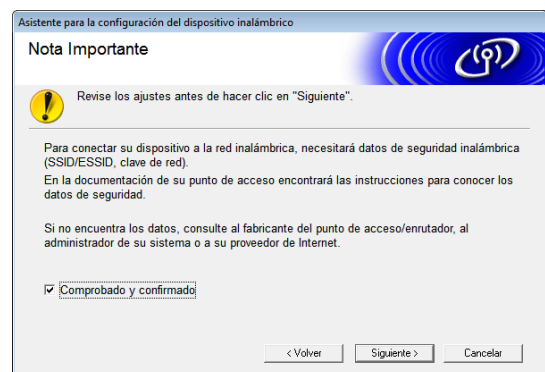 Asistente para la configuración del dispositivo inalámbrico
Nota Importante
Revise los ajustes antes de hacer clic en "Siguiente".
Para conectar su dispositivo a la red inalámbrica, necesitará datos de seguridad inalámbrica
(SSID/ESSID, clave de red).
En la documentación de su punto de acceso encontrará las instrucciones para conocer los
datos de seguridad.
Si no encuentra los datos, consulte al fabricante del punto de acceso/enrutador, al
administrador de su sistema o a su proveedor de Internet.
Comprobado y confirmado
< Volver
Siguiente >
Cancelar